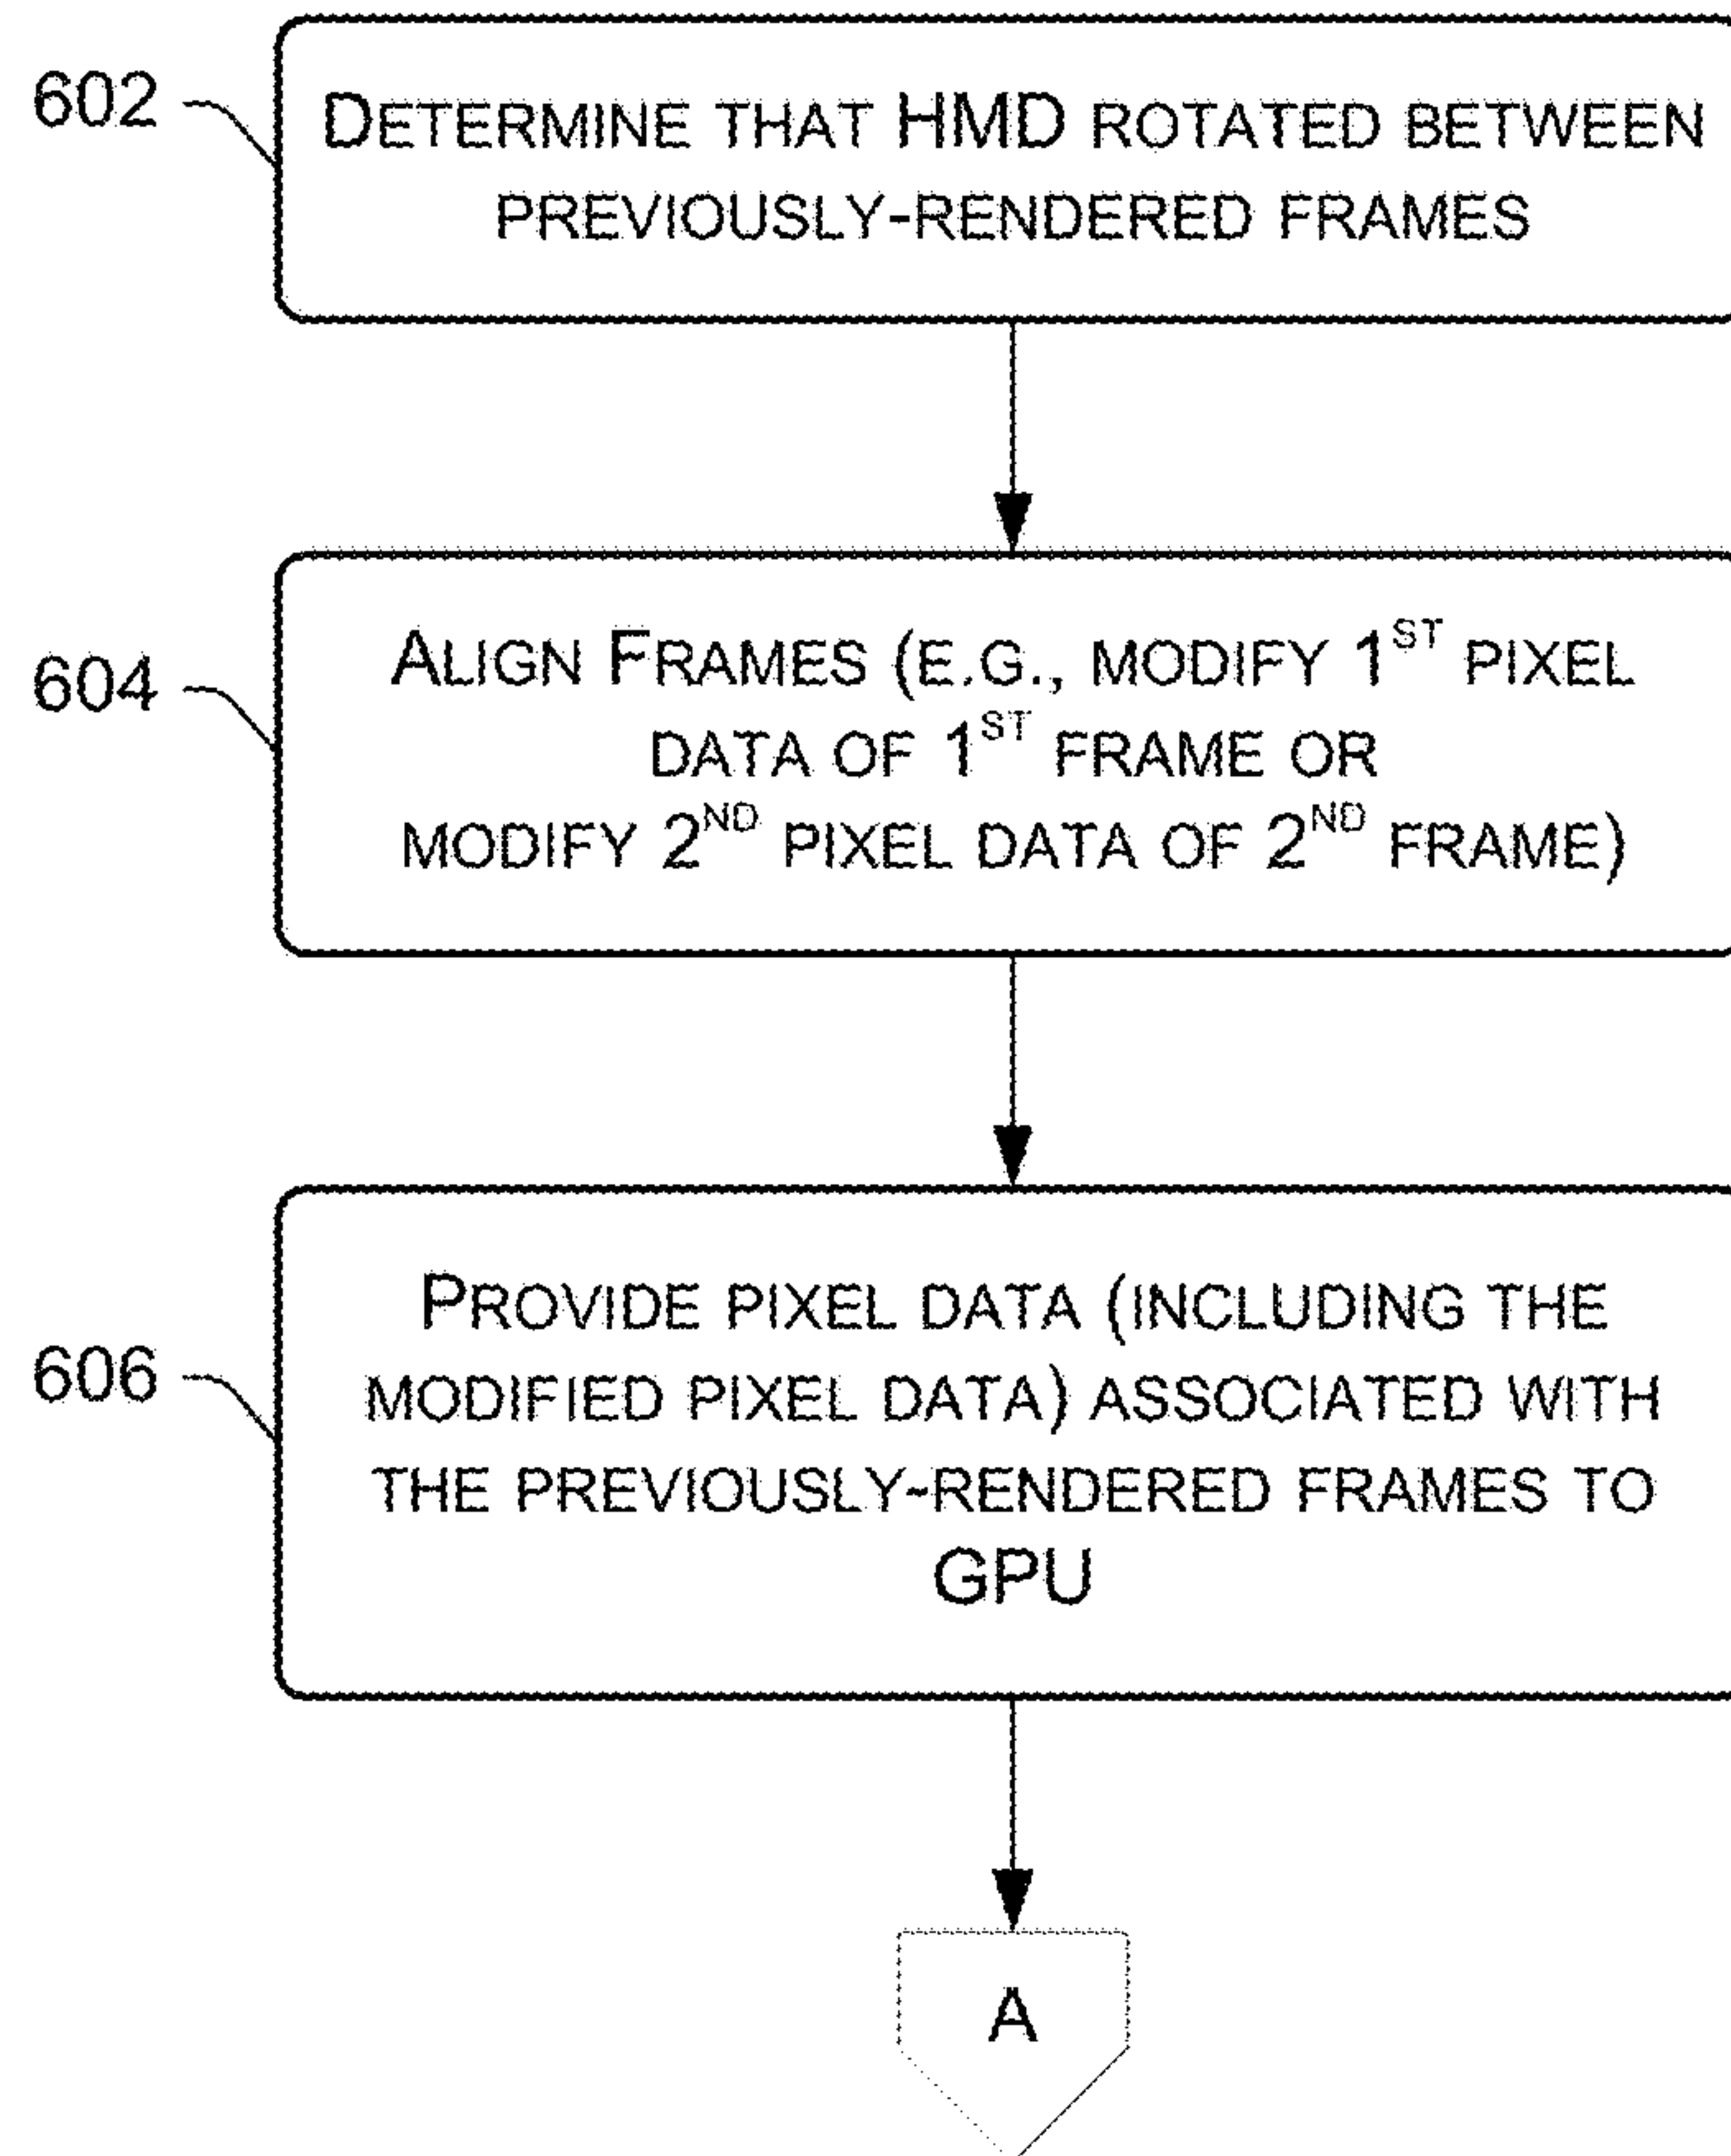 602
DETERMINE THAT HMD ROTATED BETWEEN
PREVIOUSLY-RENDERED FRAMES
604
ALIGN FRAMES (E.G., MODIFY 1ST PIXEL
DATA OF 1ST FRAME OR
MODIFY 2ND PIXEL DATA OF 2ND FRAME)
606
PROVIDE PIXEL DATA (INCLUDING THE
MODIFIED PIXEL DATA) ASSOCIATED WITH
THE PREVIOUSLY-RENDERED FRAMES TO
GPU
A